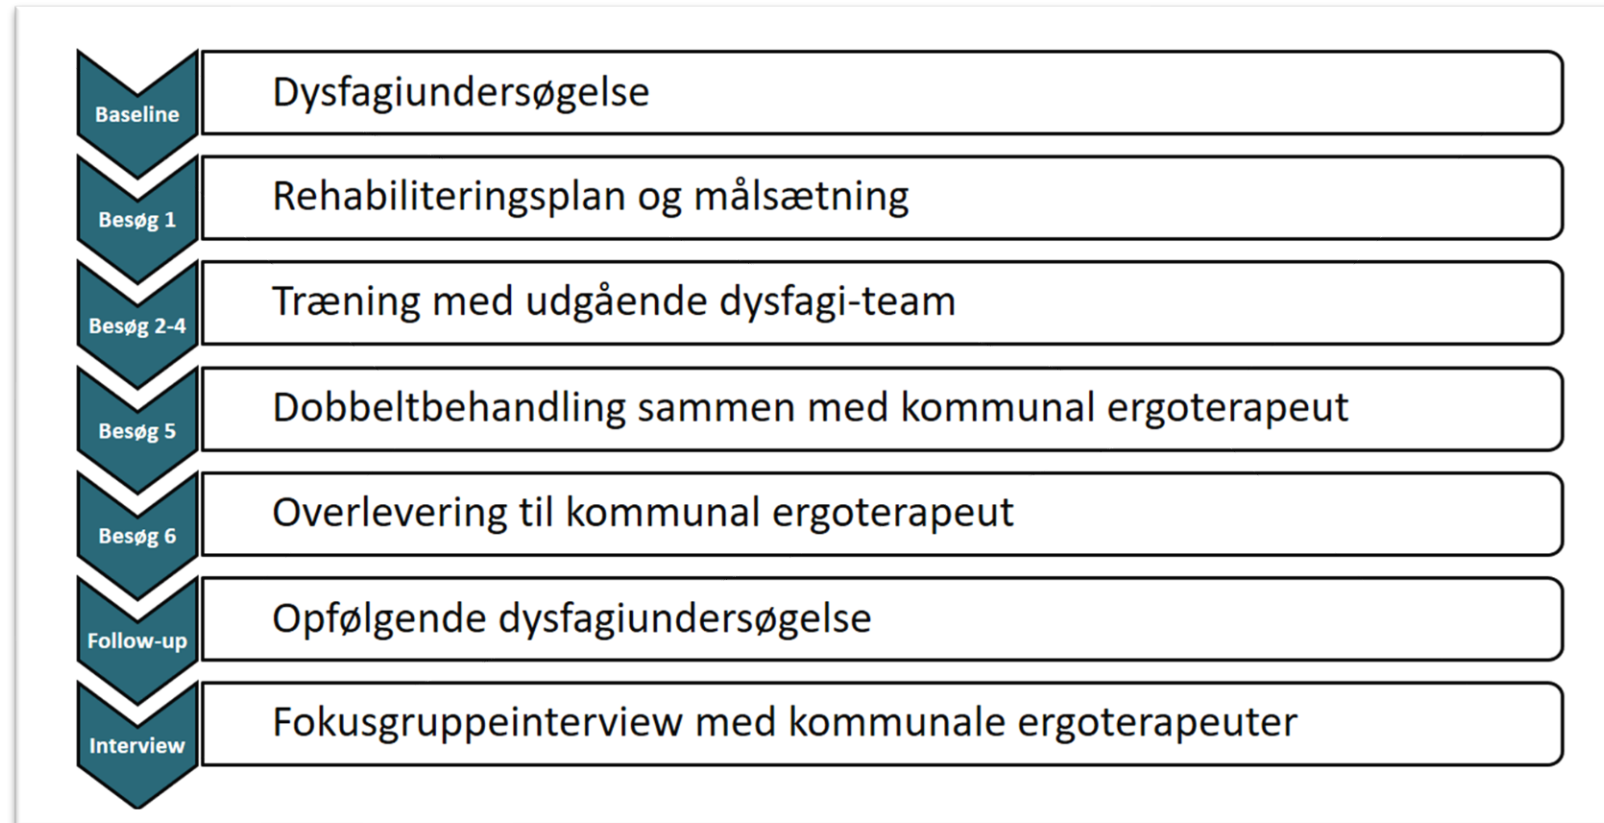 Baseline
Dysfagiundersøgelse
Besøg 1
Rehabiliteringsplan og målsætning
Besøg 2-4
Træning med udgående dysfagi-team
Besøg 5
Dobbeltbehandling sammen med kommunal ergoterapeut
Besøg 6
Overlevering til kommunal ergoterapeut
Follow-up
Opfølgende dysfagiundersøgelse
Interview
Fokusgruppeinterview med kommunale ergoterapeuter